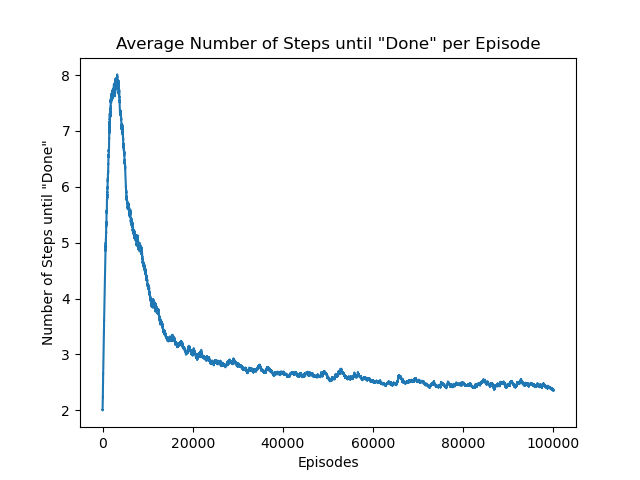 Average Number of Steps until "Done" per Episode
8
7
6
5
4
3
2
Number of Steps until "Done"
0 20000 40000 60000 80000 100000
Episodes